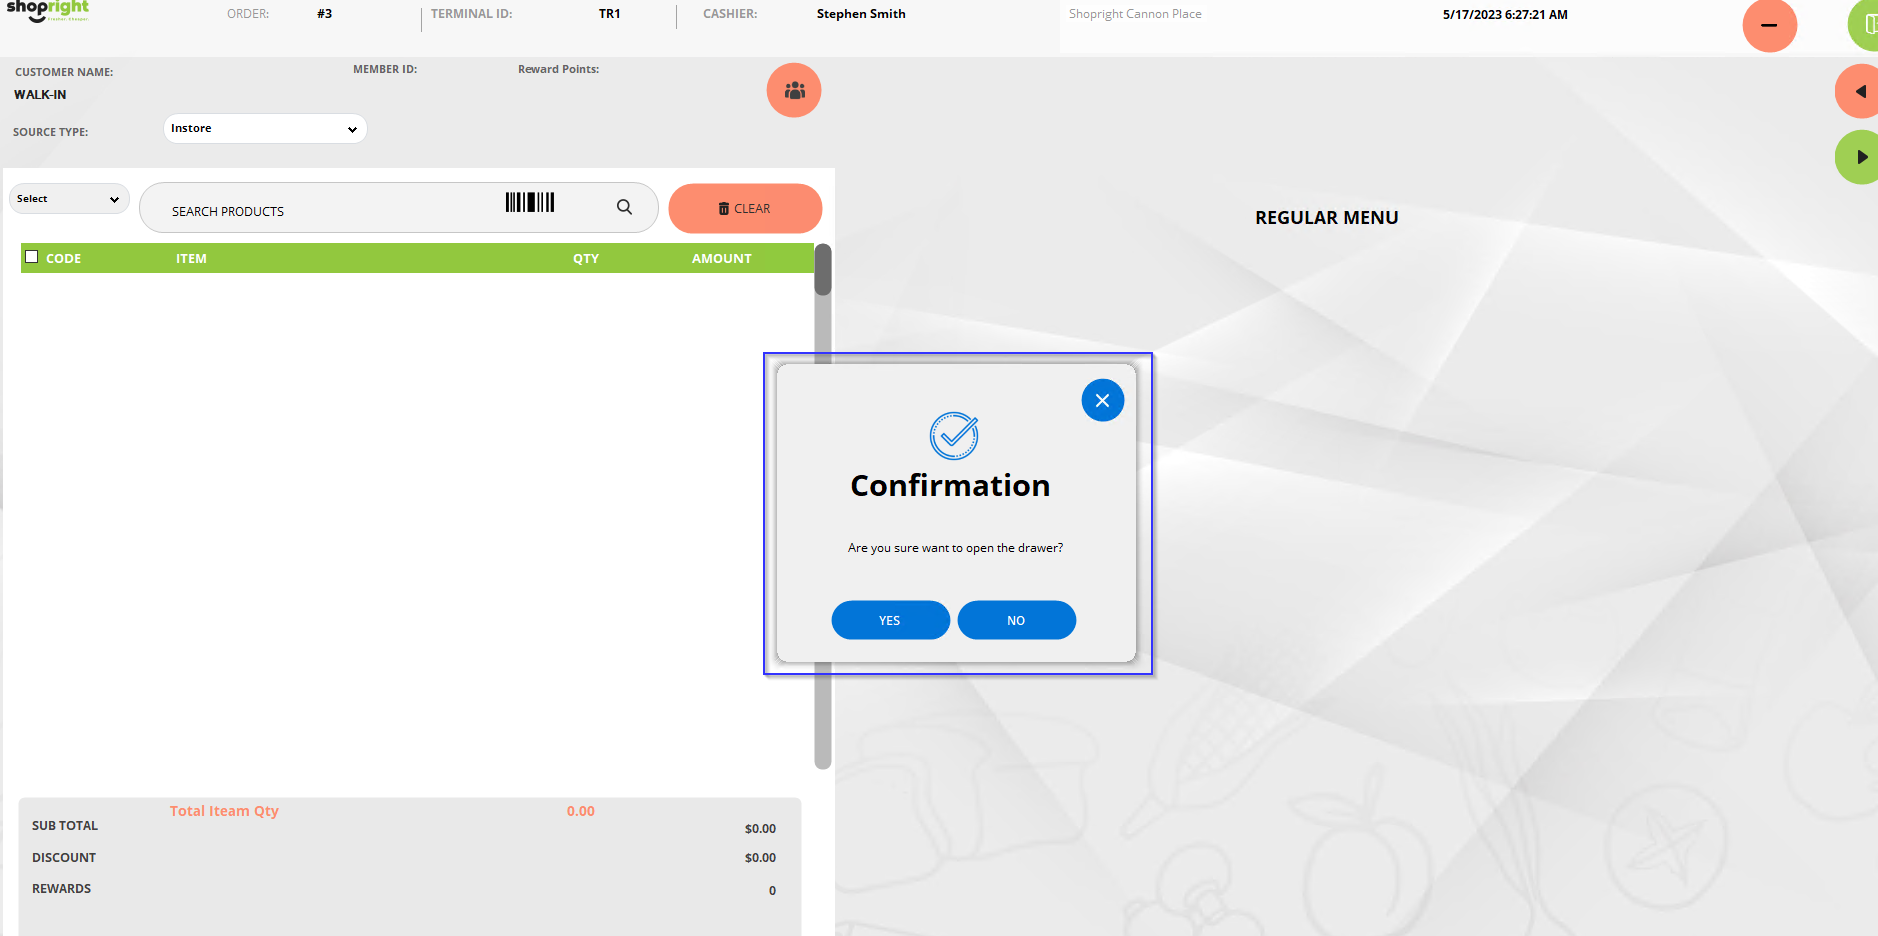 shopright
Fresher. Cheaper.
ORDER: #3 TERMINAL ID: TR1 CASHIER: Stephen Smith Shopright Cannon Place 5/17/2023 6:27:21 AM
CUSTOMER NAME: MEMBER ID: Reward Points:
WALK-IN
SOURCE TYPE: Instore
Select SEARCH PRODUCTS CLEAR
REGULAR MENU
CODE ITEM QTY AMOUNT
Confirmation
Are you sure want to open the drawer?
YES NO
Total Iteam Qty 0.00
SUB TOTAL $0.00
DISCOUNT $0.00
REWARDS 0